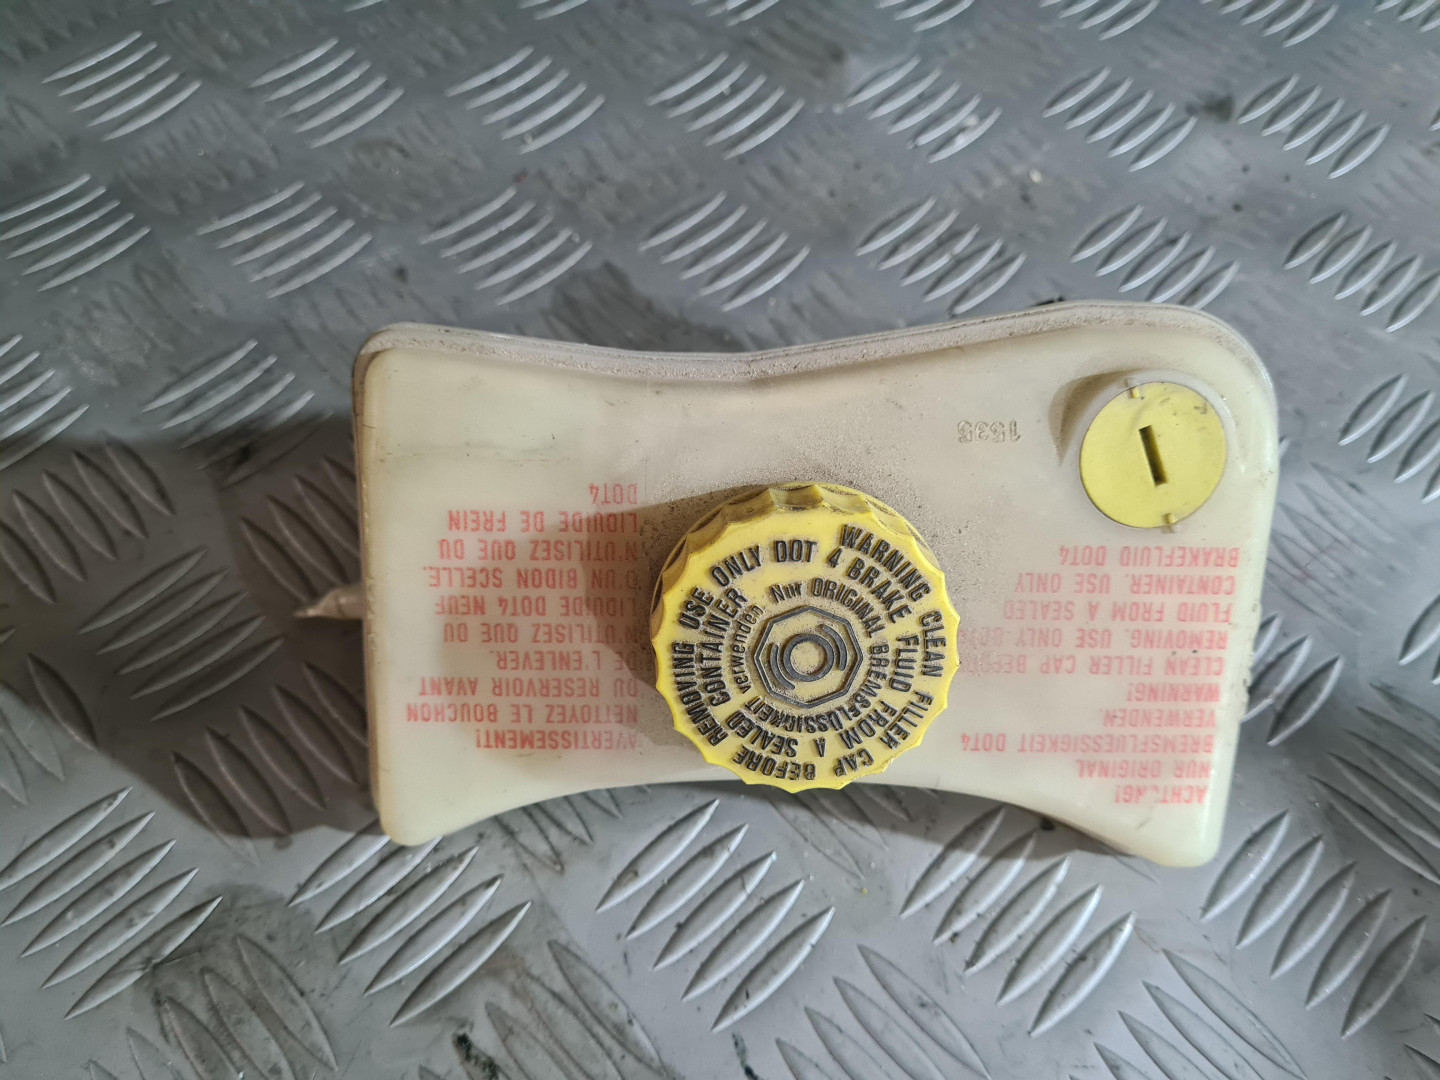 ACHTUNG!
NUR ORIGINAL
BREMSFLUESSIGKEIT DOT4
VERWENDEN.
WARNING!
CLEAN FILLER CAP BEFORE
REMOVING. USE ONLY DOT4
FLUID FROM A SEALED
CONTAINER. USE ONLY
BRAKEFLUID DOT4
AVERTISSEMENT!
NETTOYEZ LE BOUCHON
DU RESERVOIR AVANT
DE L'ENLEVER.
N'UTILISEZ QUE DU
LIQUIDE DOT4 NEUF
D'UN BIDON SCELLE.
N'UTILISEZ QUE DU
LIQUIDE DE FREIN
DOT4
WARNING CLEAN FILLER CAP BEFORE REMOVING USE ONLY DOT
4 BRAKE FLUID FROM A SEALED CONTAINER
Nur ORIGINAL BREMSFLÜSSIGKEIT verwenden
1535